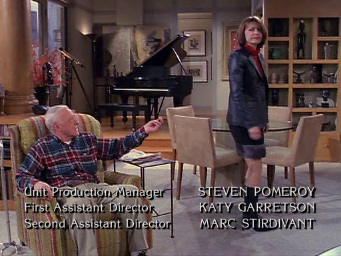 Unit Production Manager STEVEN POMEROY
First Assistant Director KATY GARRETSON
Second Assistant Director MARC STIRDIVANT